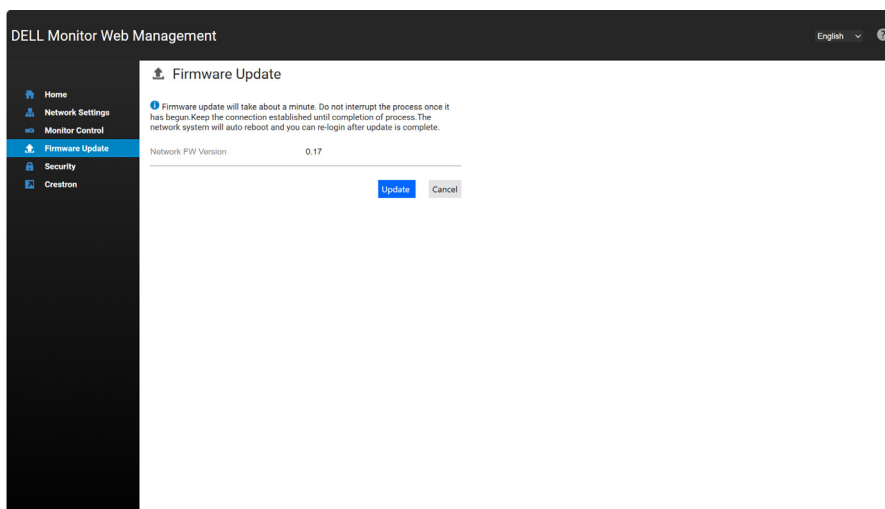 DELL Monitor Web Management
English
?
Home
Network Settings
Monitor Control
Firmware Update
Security
Crestron
Firmware Update
Firmware update will take about a minute. Do not interrupt the process once it
has begun.Keep the connection established until completion of process.The
network system will auto reboot and you can re-login after update is complete.
Network FW Version 0.17
Update Cancel